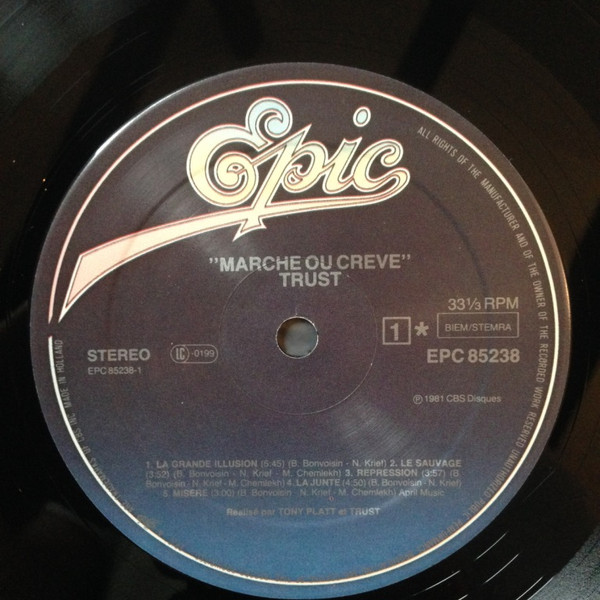 Epic
ALL RIGHTS OF THE MANUFACTURER AND OF THE OWNER OF THE RECORDED WORK RESERVED
"MARCHE OU CREVE"
TRUST
33⅓ RPM
1 *
BIEM/STEMRA
STEREO
LC -0199
EPC 85238
EPC 85238-1
℗ 1981 CBS Disques
1. LA GRANDE ILLUSION (5:45) (B. Bonvoisin - N. Krief) 2. LE SAUVAGE
(3:52) (B. Bonvoisin - N. Krief - M. Chemlekh) 3. REPRESSION (3:57) (B.
Bonvoisin - N. Krief - M. Chemlekh) 4. LA JUNTE (4:50) (B. Bonvoisin - N. Krief)
5. MISERE (3:00) (B. Bonvoisin - N. Krief - M. Chemlekh) April Music
Réalisé par TONY PLATT et TRUST
MADE IN HOLLAND